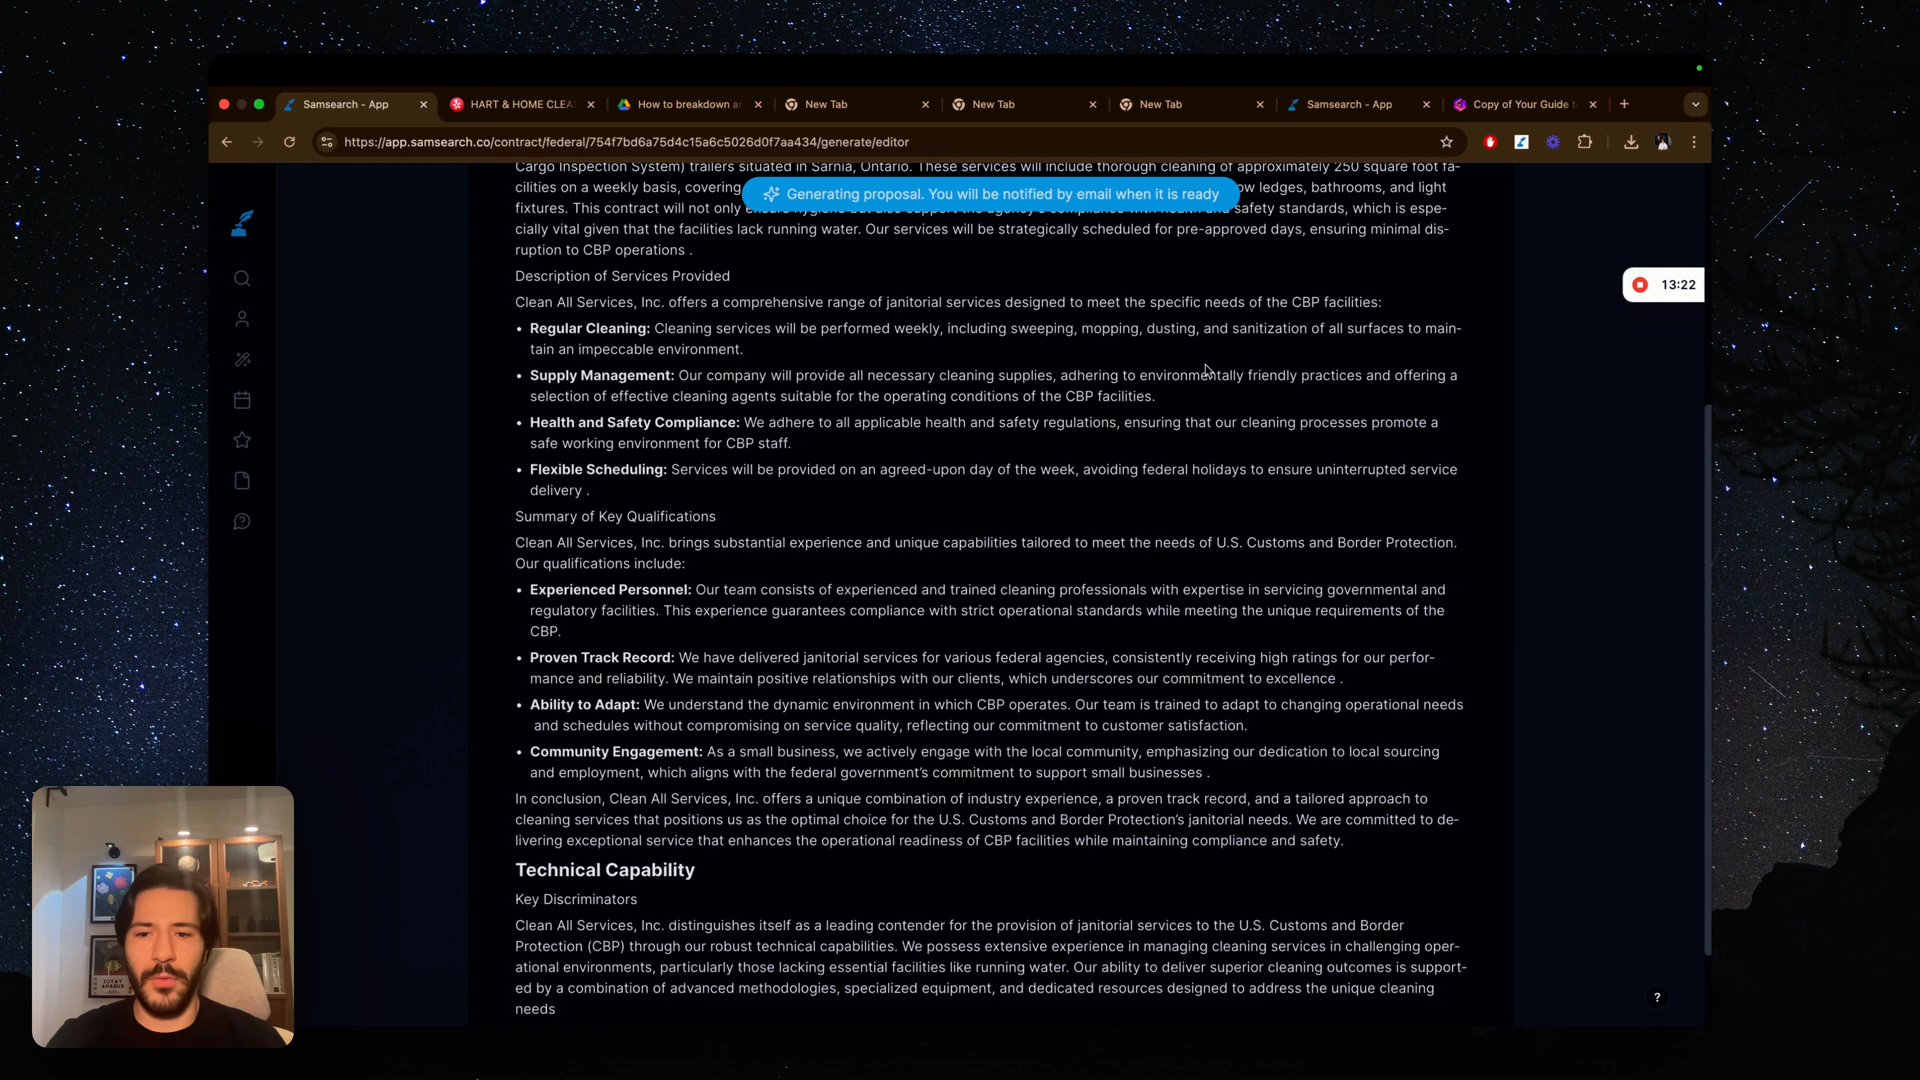 Samsearch - App
HART & HOME CLEA
How to breakdown a
New Tab
New Tab
New Tab
Samsearch - App
Copy of Your Guide t
https://app.samsearch.co/contract/federal/754f7bd6a75d4c15a6c5026d0f7aa434/generate/editor
Cargo Inspection System) trailers situated in Sarnia, Ontario. These services will include thorough cleaning of approximately 250 square foot fa-
Generating proposal. You will be notified by email when it is ready
cilities on a weekly basis, covering ow ledges, bathrooms, and light
fixtures. This contract will not only ensure hygiene but also support the agency's compliance with health and safety standards, which is espe-
cially vital given that the facilities lack running water. Our services will be strategically scheduled for pre-approved days, ensuring minimal dis-
ruption to CBP operations .
Description of Services Provided
Clean All Services, Inc. offers a comprehensive range of janitorial services designed to meet the specific needs of the CBP facilities:
• Regular Cleaning: Cleaning services will be performed weekly, including sweeping, mopping, dusting, and sanitization of all surfaces to main-
tain an impeccable environment.
• Supply Management: Our company will provide all necessary cleaning supplies, adhering to environmentally friendly practices and offering a
selection of effective cleaning agents suitable for the operating conditions of the CBP facilities.
• Health and Safety Compliance: We adhere to all applicable health and safety regulations, ensuring that our cleaning processes promote a
safe working environment for CBP staff.
• Flexible Scheduling: Services will be provided on an agreed-upon day of the week, avoiding federal holidays to ensure uninterrupted service
delivery .
Summary of Key Qualifications
Clean All Services, Inc. brings substantial experience and unique capabilities tailored to meet the needs of U.S. Customs and Border Protection.
Our qualifications include:
• Experienced Personnel: Our team consists of experienced and trained cleaning professionals with expertise in servicing governmental and
regulatory facilities. This experience guarantees compliance with strict operational standards while meeting the unique requirements of the
CBP.
• Proven Track Record: We have delivered janitorial services for various federal agencies, consistently receiving high ratings for our perfor-
mance and reliability. We maintain positive relationships with our clients, which underscores our commitment to excellence .
• Ability to Adapt: We understand the dynamic environment in which CBP operates. Our team is trained to adapt to changing operational needs
and schedules without compromising on service quality, reflecting our commitment to customer satisfaction.
• Community Engagement: As a small business, we actively engage with the local community, emphasizing our dedication to local sourcing
and employment, which aligns with the federal government's commitment to support small businesses .
In conclusion, Clean All Services, Inc. offers a unique combination of industry experience, a proven track record, and a tailored approach to
cleaning services that positions us as the optimal choice for the U.S. Customs and Border Protection's janitorial needs. We are committed to de-
livering exceptional service that enhances the operational readiness of CBP facilities while maintaining compliance and safety.
Technical Capability
Key Discriminators
Clean All Services, Inc. distinguishes itself as a leading contender for the provision of janitorial services to the U.S. Customs and Border
Protection (CBP) through our robust technical capabilities. We possess extensive experience in managing cleaning services in challenging oper-
ational environments, particularly those lacking essential facilities like running water. Our ability to deliver superior cleaning outcomes is support-
ed by a combination of advanced methodologies, specialized equipment, and dedicated resources designed to address the unique cleaning
needs
13:22
?